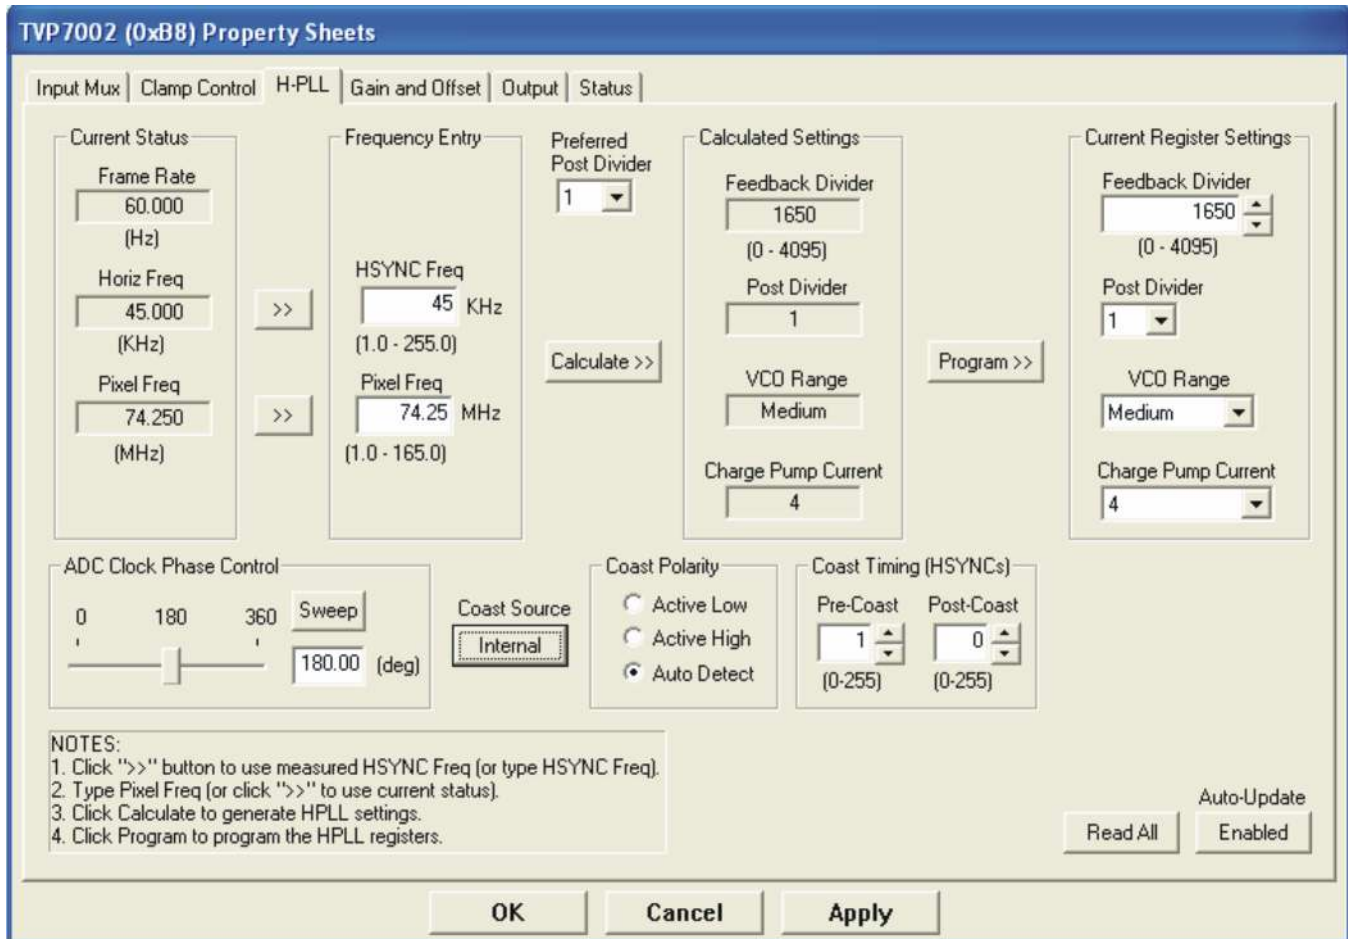 TVP7002 (0xB8) Property Sheets
Input Mux
Clamp Control
H-PLL
Gain and Offset
Output
Status
Current Status
Frame Rate
60.000
(Hz)
Horiz Freq
45.000
(KHz)
Pixel Freq
74.250
(MHz)
>>
>>
Frequency Entry
HSYNC Freq
45 KHz
(1.0 - 255.0)
Pixel Freq
74.25 MHz
(1.0 - 165.0)
Preferred
Post Divider
1
Calculate >>
Calculated Settings
Feedback Divider
1650
(0 - 4095)
Post Divider
1
VCO Range
Medium
Charge Pump Current
4
Program >>
Current Register Settings
Feedback Divider
1650
(0 - 4095)
Post Divider
1
VCO Range
Medium
Charge Pump Current
4
ADC Clock Phase Control
0 180 360
Sweep
180.00 (deg)
Coast Source
Internal
Coast Polarity
Active Low
Active High
Auto Detect
Coast Timing (HSYNCs)
Pre-Coast
1
(0-255)
Post-Coast
0
(0-255)
NOTES:
1. Click ">>" button to use measured HSYNC Freq (or type HSYNC Freq).
2. Type Pixel Freq (or click ">>" to use current status).
3. Click Calculate to generate HPLL settings.
4. Click Program to program the HPLL registers.
Read All
Auto-Update
Enabled
OK
Cancel
Apply